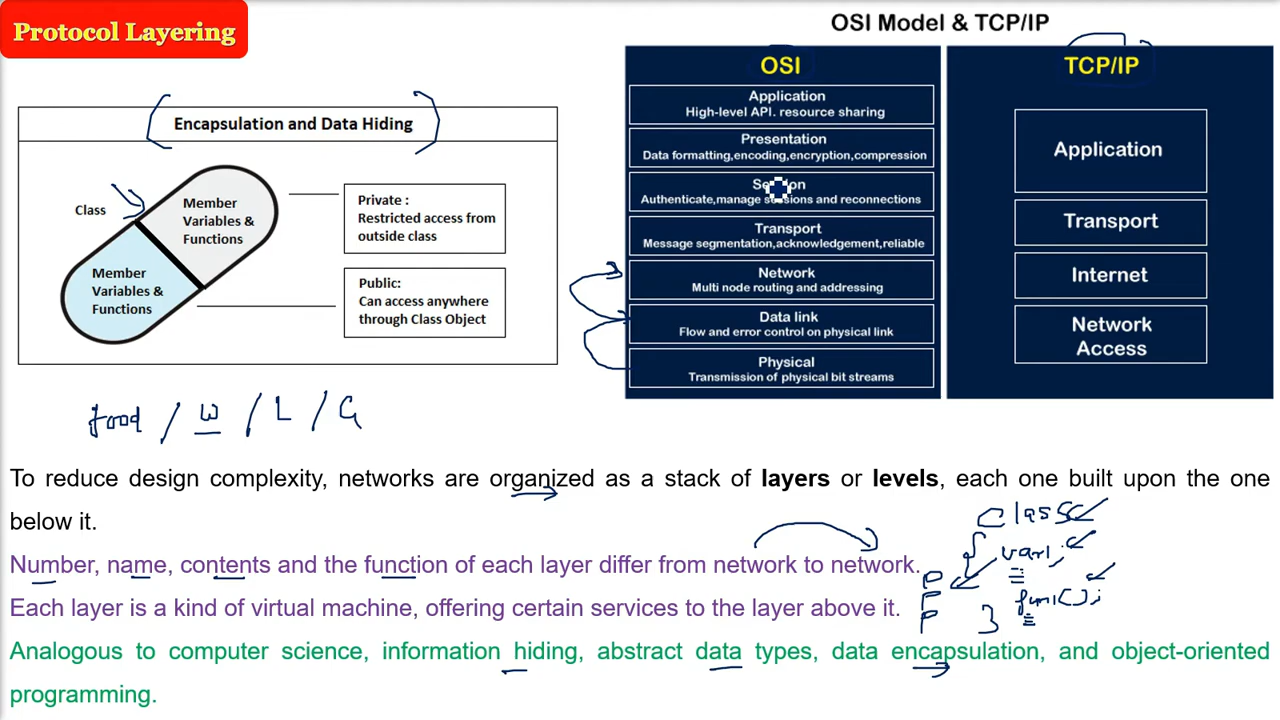 Protocol Layering
OSI Model & TCP/IP
Encapsulation and Data Hiding
Class
Member
Variables &
Functions
Member
Variables &
Functions
Private :
Restricted access from
outside class
Public:
Can access anywhere
through Class Object
OSI
Application
High-level API. resource sharing
Presentation
Data formatting,encoding,encryption,compression
Session
Authenticate,manage sessions and reconnections
Transport
Message segmentation,acknowledgement,reliable
Network
Multi node routing and addressing
Data link
Flow and error control on physical link
Physical
Transmission of physical bit streams
TCP/IP
Application
Transport
Internet
Network
Access
food / W / L / G
To reduce design complexity, networks are organized as a stack of layers or levels, each one built upon the one
below it.
Number, name, contents and the function of each layer differ from network to network.
Each layer is a kind of virtual machine, offering certain services to the layer above it.
Analogous to computer science, information hiding, abstract data types, data encapsulation, and object-oriented
programming.
Class
{ var1;
fun1();
}
P
F
F